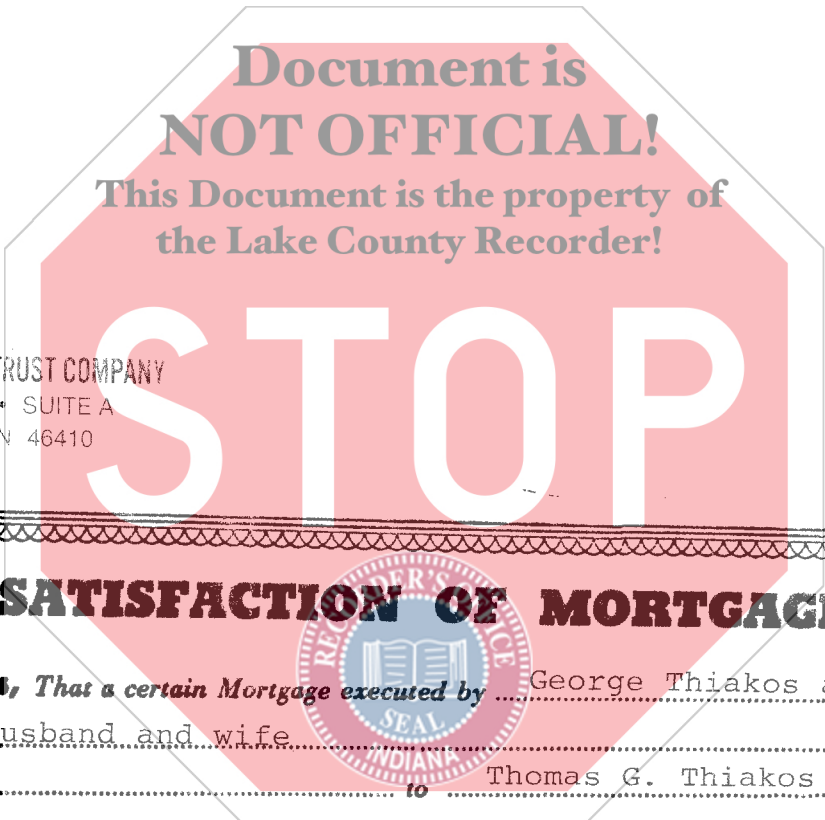 Document is
NOT OFFICIAL!
This Document is the property of
the Lake County Recorder!
STOP
TRUST COMPANY
SUITE A
46410
SATISFACTION OF MORTGAGE
That a certain Mortgage executed by George Thiakos
usband and wife
to Thomas G. Thiakos
RECORDER'S OFFICE
SEAL
INDIANA